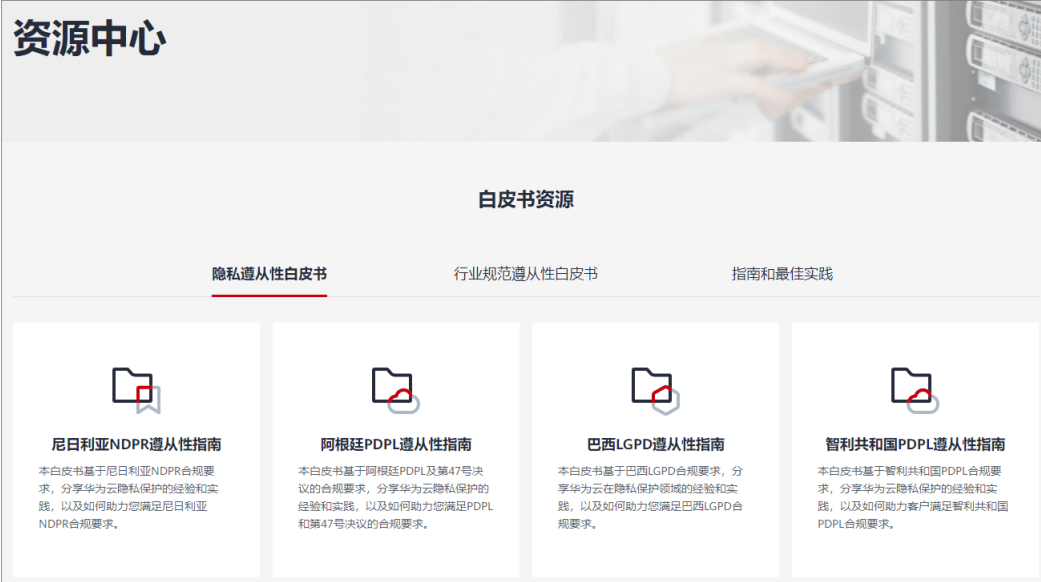 资源中心
白皮书资源
隐私遵从性白皮书
行业规范遵从性白皮书
指南和最佳实践
尼日利亚NDPR遵从性指南
本白皮书基于尼日利亚NDPR合规要
求，分享华为云隐私保护的经验和实
践，以及如何助力您满足尼日利亚
NDPR合规要求。
阿根廷PDPL遵从性指南
本白皮书基于阿根廷PDPL及第47号决
议的合规要求，分享华为云隐私保护的
经验和实践，以及如何助力您满足PDPL
和第47号决议的合规要求。
巴西LGPD遵从性指南
本白皮书基于巴西LGPD合规要求，分
享华为云在隐私保护领域的经验和实
践，以及如何助力您满足巴西LGPD合
规要求。
智利共和国PDPL遵从性指南
本白皮书基于智利共和国PDPL合规要
求，分享华为云隐私保护的经验和实
践，以及如何助力客户满足智利共和国
PDPL合规要求。